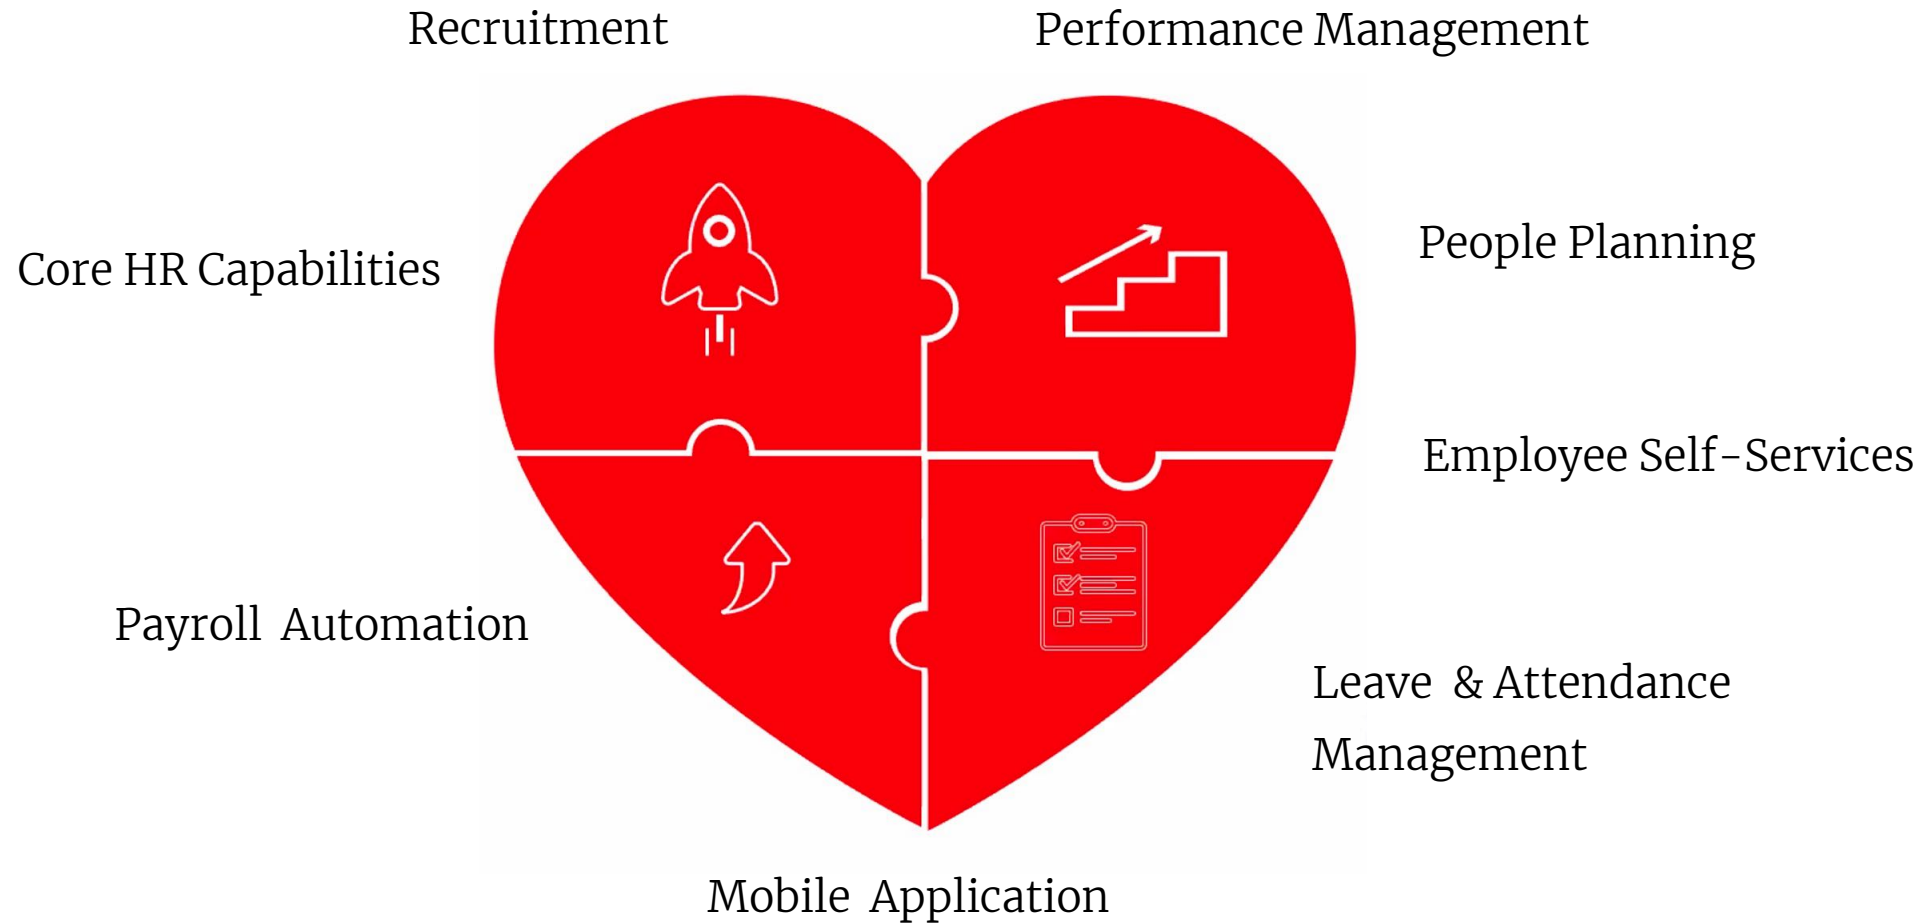 Recruitment
Performance Management
Core HR Capabilities
People Planning
Employee Self-Services
Payroll Automation
Leave & Attendance
Management
Mobile Application